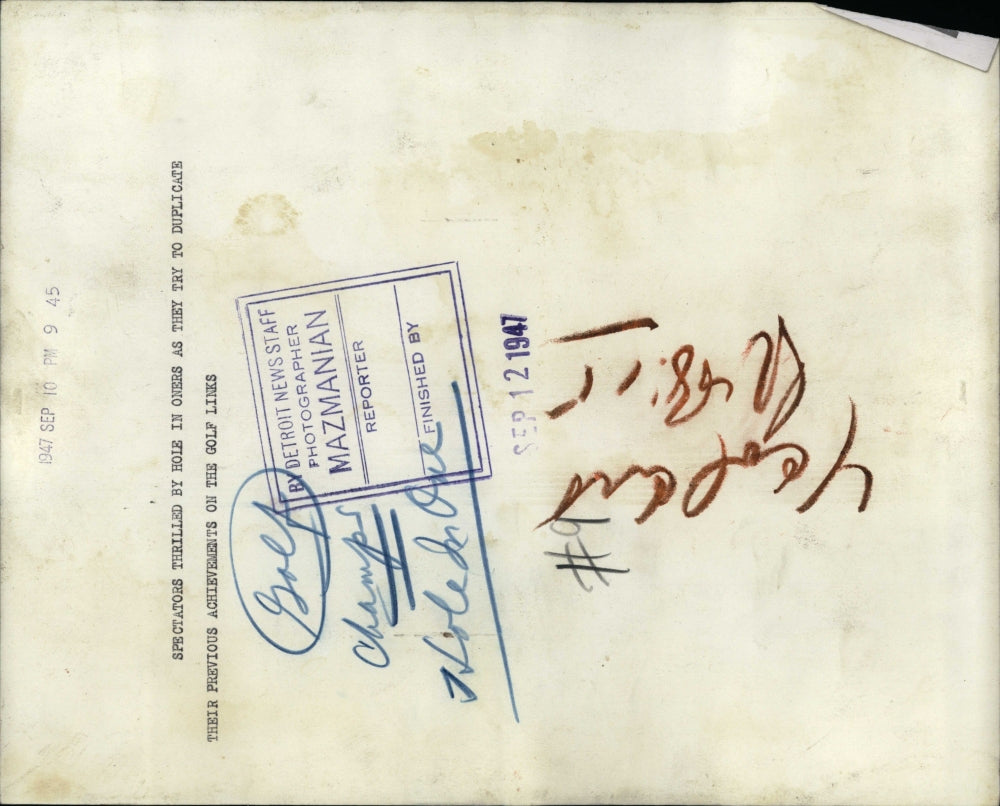 1947 SEP 10 PM 9 45
SPECTATORS THRILLED BY HOLE IN ONERS AS THEY TRY TO DUPLICATE
THEIR PREVIOUS ACHIEVEMENTS ON THE GOLF LINKS
BY DETROIT NEWS STAFF
PHOTOGRAPHER
MAZMANIAN
REPORTER
FINISHED BY
Golf
Champs
Hole In One
SEP 12 1947
#9